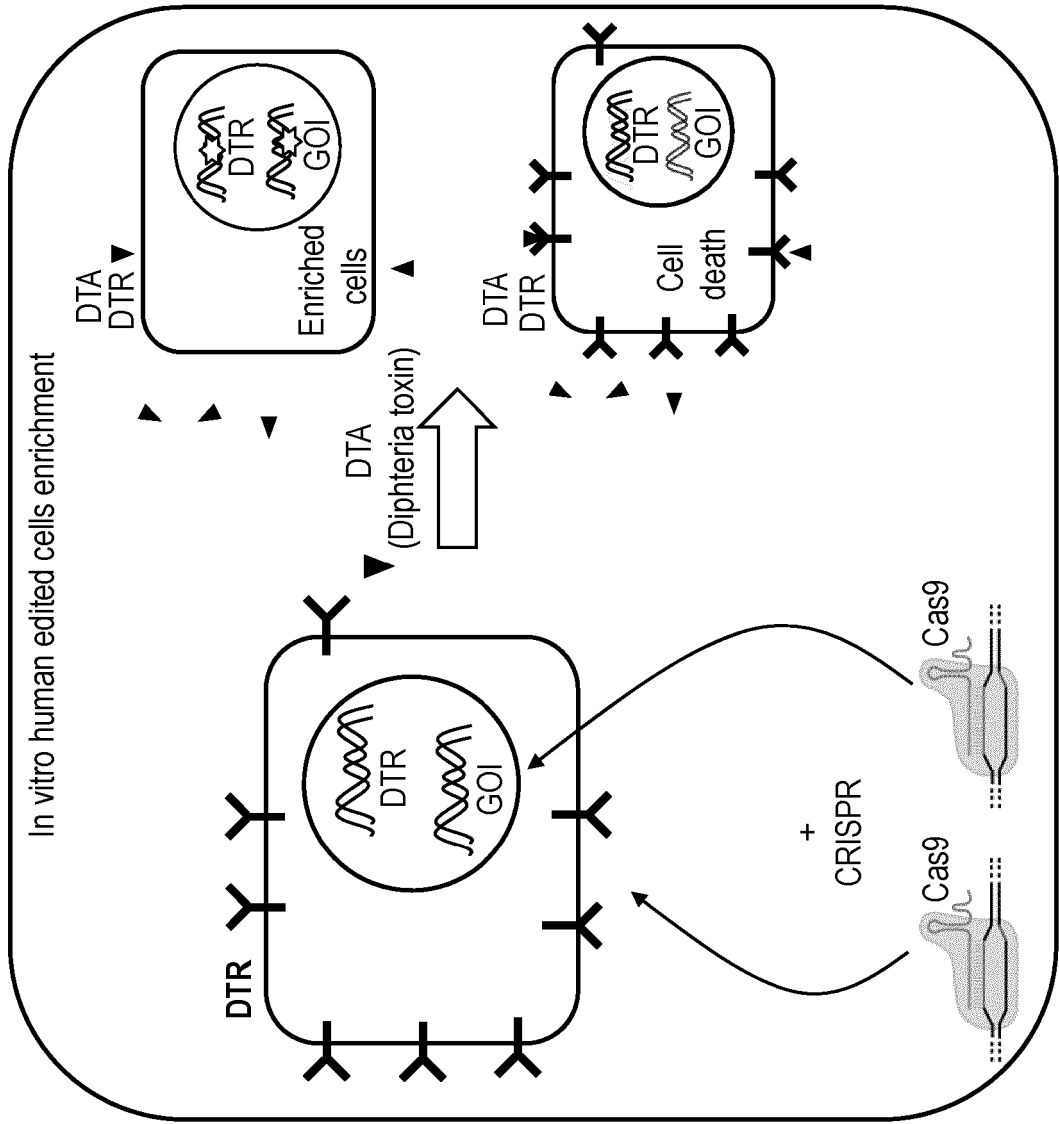 In vitro human edited cells enrichment
DTR
DTR
GOI
+
CRISPR
Cas9
Cas9
DTA
(Diphteria toxin)
DTA
DTR
Enriched
cells
DTR
GOI
DTA
DTR
Cell
death
DTR
GOI